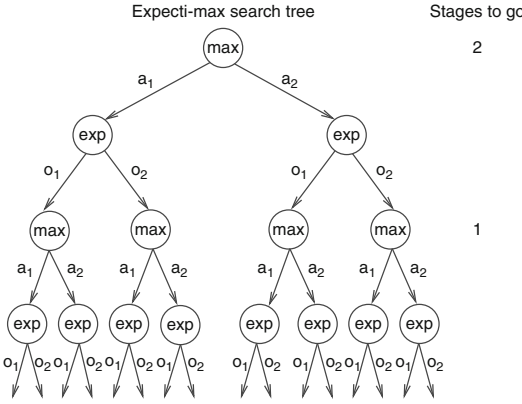 Expecti-max search tree Stages to go
max 2
a1 a2
exp exp
o1 o2 o1 o2
max max max max 1
a1 a2 a1 a2 a1 a2 a1 a2
exp exp exp exp exp exp exp exp
o1 o2 o1 o2 o1 o2 o1 o2 o1 o2 o1 o2 o1 o2 o1 o2